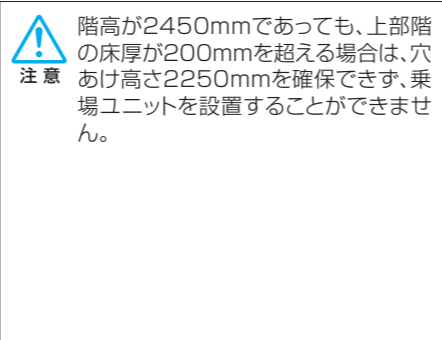 階高が2450mmであっても、上部階
の床厚が200mmを超える場合は、穴
注意 あけ高さ2250mmを確保できず、乗
場ユニットを設置することができませ
ん。